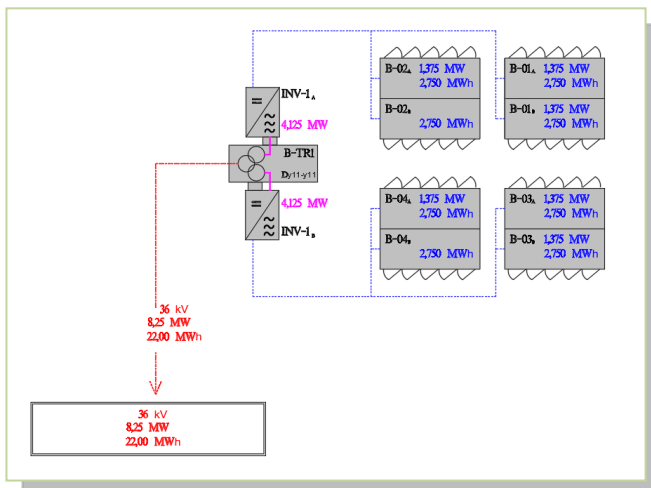 B-02A 1,375 MW
2,750 MWh
B-02B
2,750 MWh
B-01A 1,375 MW
2,750 MWh
B-01B 1,375 MW
2,750 MWh
INV-1A
4,125 MW
B-TR1
Dy11-y11
4,125 MW
INV-1B
B-04A 1,375 MW
2,750 MWh
B-04B
2,750 MWh
B-03A 1,375 MW
2,750 MWh
B-03B 1,375 MW
2,750 MWh
36 kV
8,25 MW
22,00 MWh
36 kV
8,25 MW
22,00 MWh